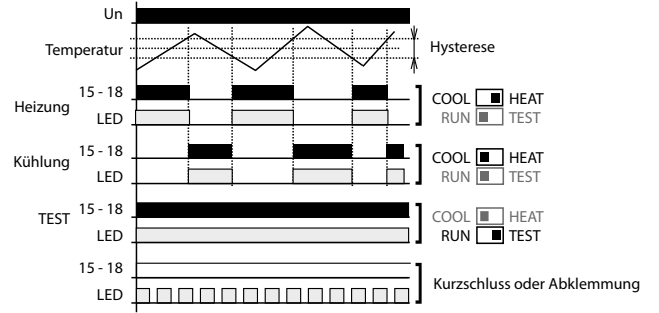 Un
Temperatur
Hysterese
Heizung
15 - 18
LED
COOL HEAT
RUN TEST
Kühlung
15 - 18
LED
COOL HEAT
RUN TEST
TEST
15 - 18
LED
COOL HEAT
RUN TEST
15 - 18
LED
Kurzschluss oder Abklemmung